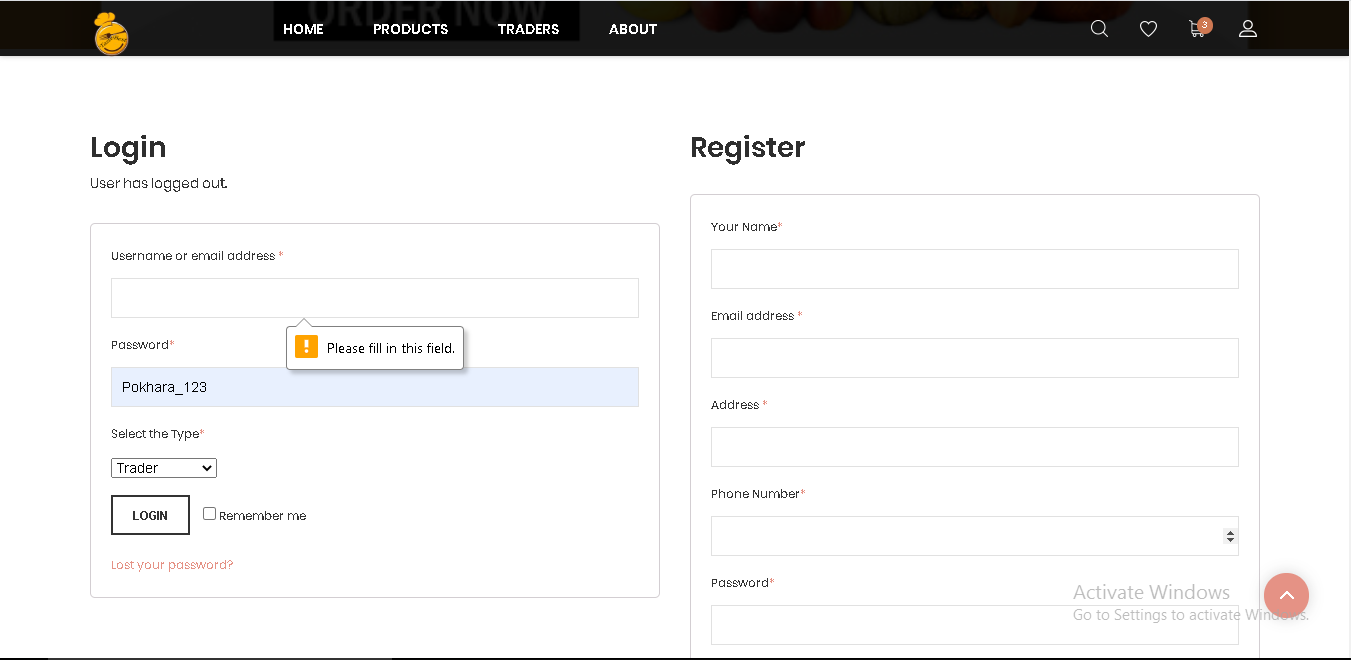 ORDER NOW
HOME PRODUCTS TRADERS ABOUT
3
Login
User has logged out.
Username or email address *
Please fill in this field.
Password*
Pokhara_123
Select the Type*
Trader
LOGIN
Remember me
Lost your password?
Register
Your Name*
Email address *
Address *
Phone Number*
Password*
Activate Windows
Go to Settings to activate Windows.